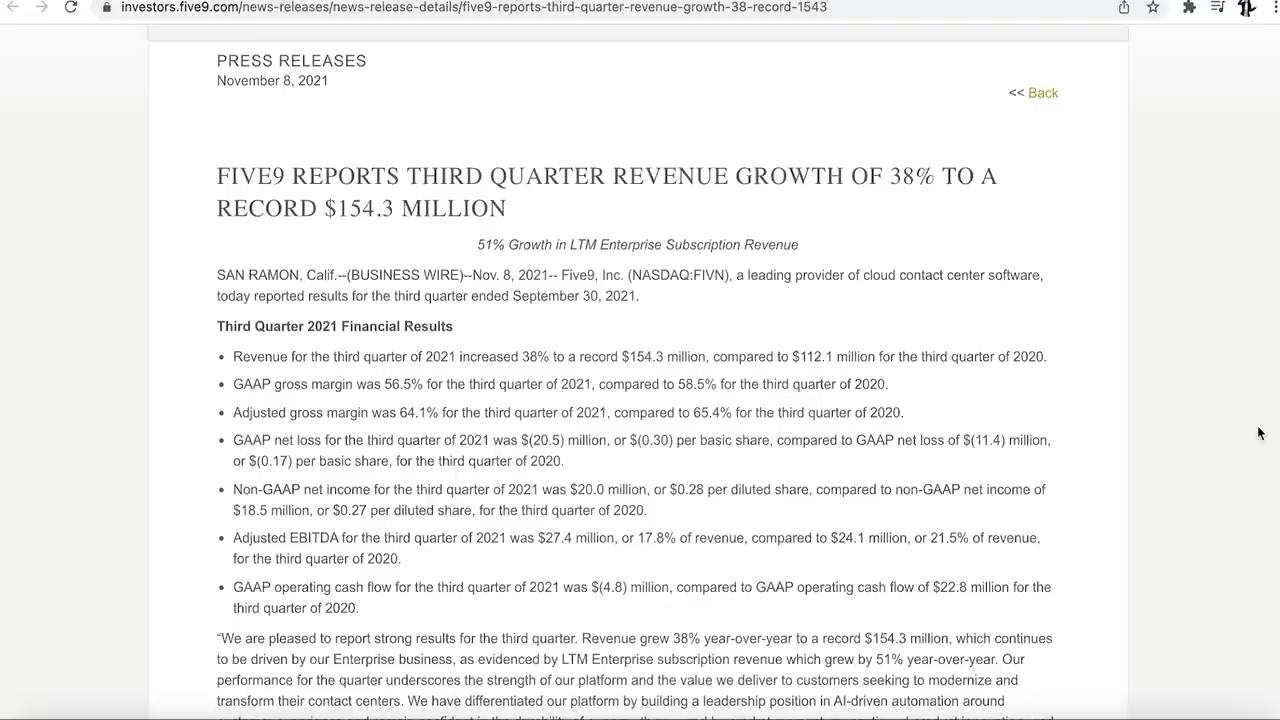 investors.five9.com/news-releases/news-release-details/five9-reports-third-quarter-revenue-growth-38-record-1543
PRESS RELEASES
November 8, 2021
<< Back
FIVE9 REPORTS THIRD QUARTER REVENUE GROWTH OF 38% TO A
RECORD $154.3 MILLION
51% Growth in LTM Enterprise Subscription Revenue
SAN RAMON, Calif.--(BUSINESS WIRE)--Nov. 8, 2021-- Five9, Inc. (NASDAQ:FIVN), a leading provider of cloud contact center software,
today reported results for the third quarter ended September 30, 2021.
Third Quarter 2021 Financial Results
• Revenue for the third quarter of 2021 increased 38% to a record $154.3 million, compared to $112.1 million for the third quarter of 2020.
• GAAP gross margin was 56.5% for the third quarter of 2021, compared to 58.5% for the third quarter of 2020.
• Adjusted gross margin was 64.1% for the third quarter of 2021, compared to 65.4% for the third quarter of 2020.
• GAAP net loss for the third quarter of 2021 was $(20.5) million, or $(0.30) per basic share, compared to GAAP net loss of $(11.4) million,
or $(0.17) per basic share, for the third quarter of 2020.
• Non-GAAP net income for the third quarter of 2021 was $20.0 million, or $0.28 per diluted share, compared to non-GAAP net income of
$18.5 million, or $0.27 per diluted share, for the third quarter of 2020.
• Adjusted EBITDA for the third quarter of 2021 was $27.4 million, or 17.8% of revenue, compared to $24.1 million, or 21.5% of revenue,
for the third quarter of 2020.
• GAAP operating cash flow for the third quarter of 2021 was $(4.8) million, compared to GAAP operating cash flow of $22.8 million for the
third quarter of 2020.
“We are pleased to report strong results for the third quarter. Revenue grew 38% year-over-year to a record $154.3 million, which continues
to be driven by our Enterprise business, as evidenced by LTM Enterprise subscription revenue which grew by 51% year-over-year. Our
performance for the quarter underscores the strength of our platform and the value we deliver to customers seeking to modernize and
transform their contact centers. We have differentiated our platform by building a leadership position in AI-driven automation around